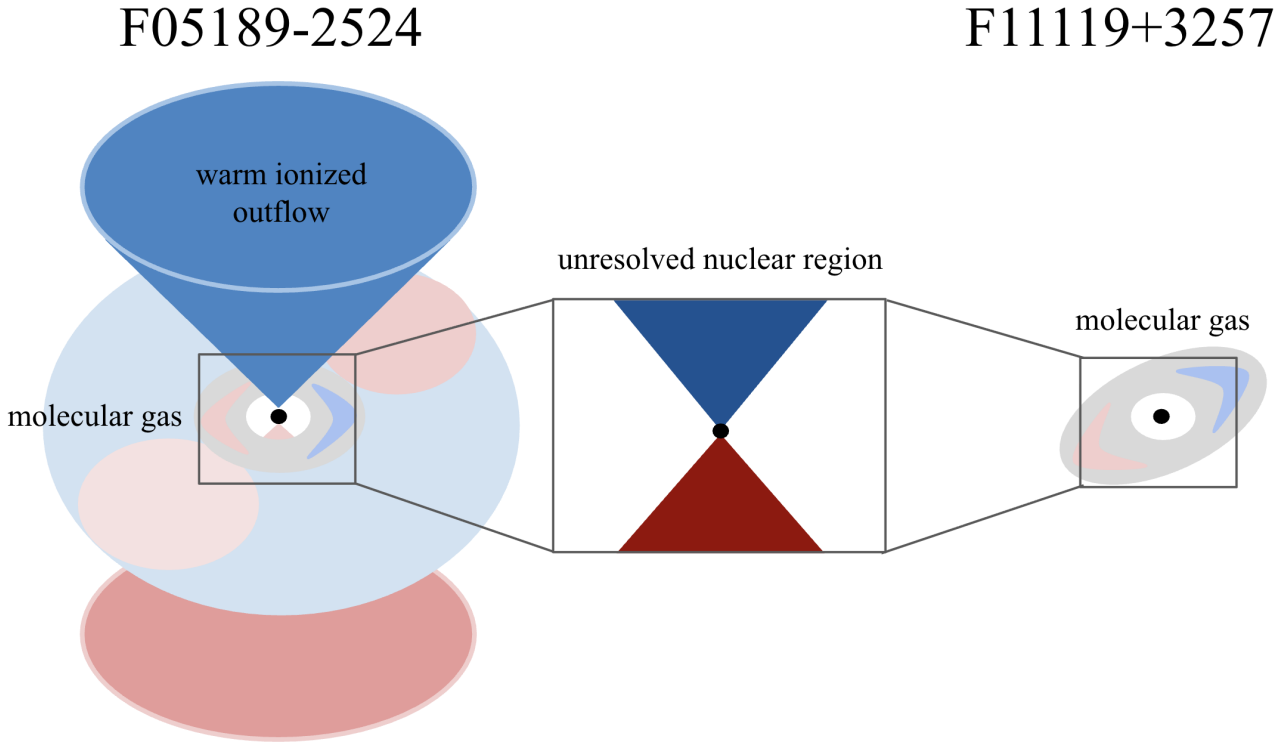 F05189-2524
F11119+3257
warm ionized
outflow
unresolved nuclear region
molecular gas
molecular gas